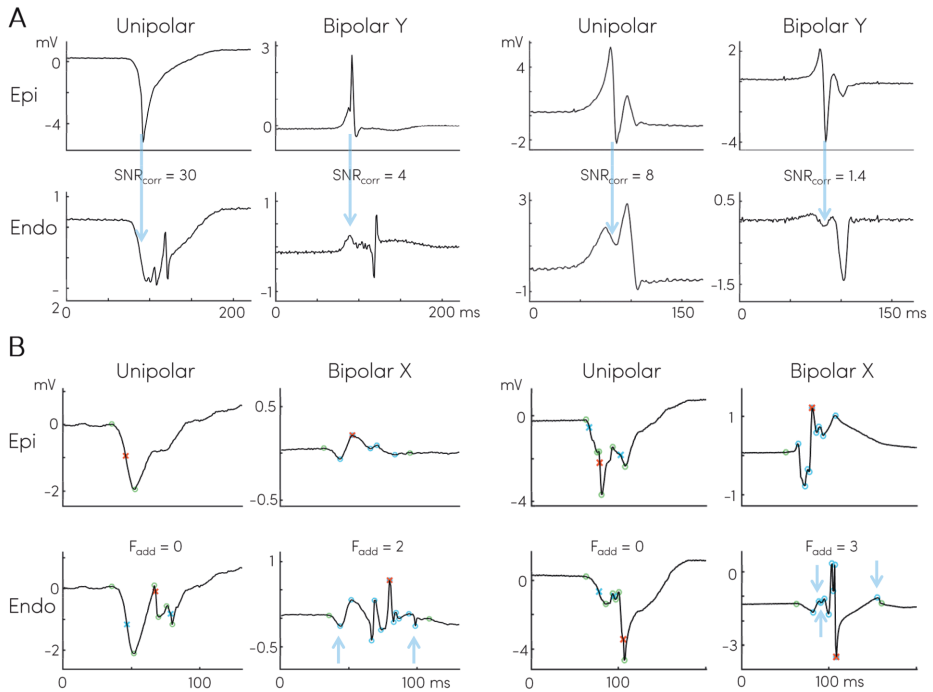 A
Unipolar Bipolar Y Unipolar Bipolar Y
mV mV
Epi 0 -4 3 0 4 -2 2 -4
SNRcorr = 30 SNRcorr = 4 SNRcorr = 8 SNRcorr = 1.4
Endo 1 -2 1 -1 3 -1 0.5 -1.5
0 200 0 200 ms 0 150 0 150 ms
B
Unipolar Bipolar X Unipolar Bipolar X
mV mV
Epi 0 -2 0.5 -0.5 0 -4 1 -1
Fadd = 0 Fadd = 2 Fadd = 0 Fadd = 3
Endo 0 -2 1 0.5 0 -4 0 -3
0 100 0 100 ms 0 100 100 ms